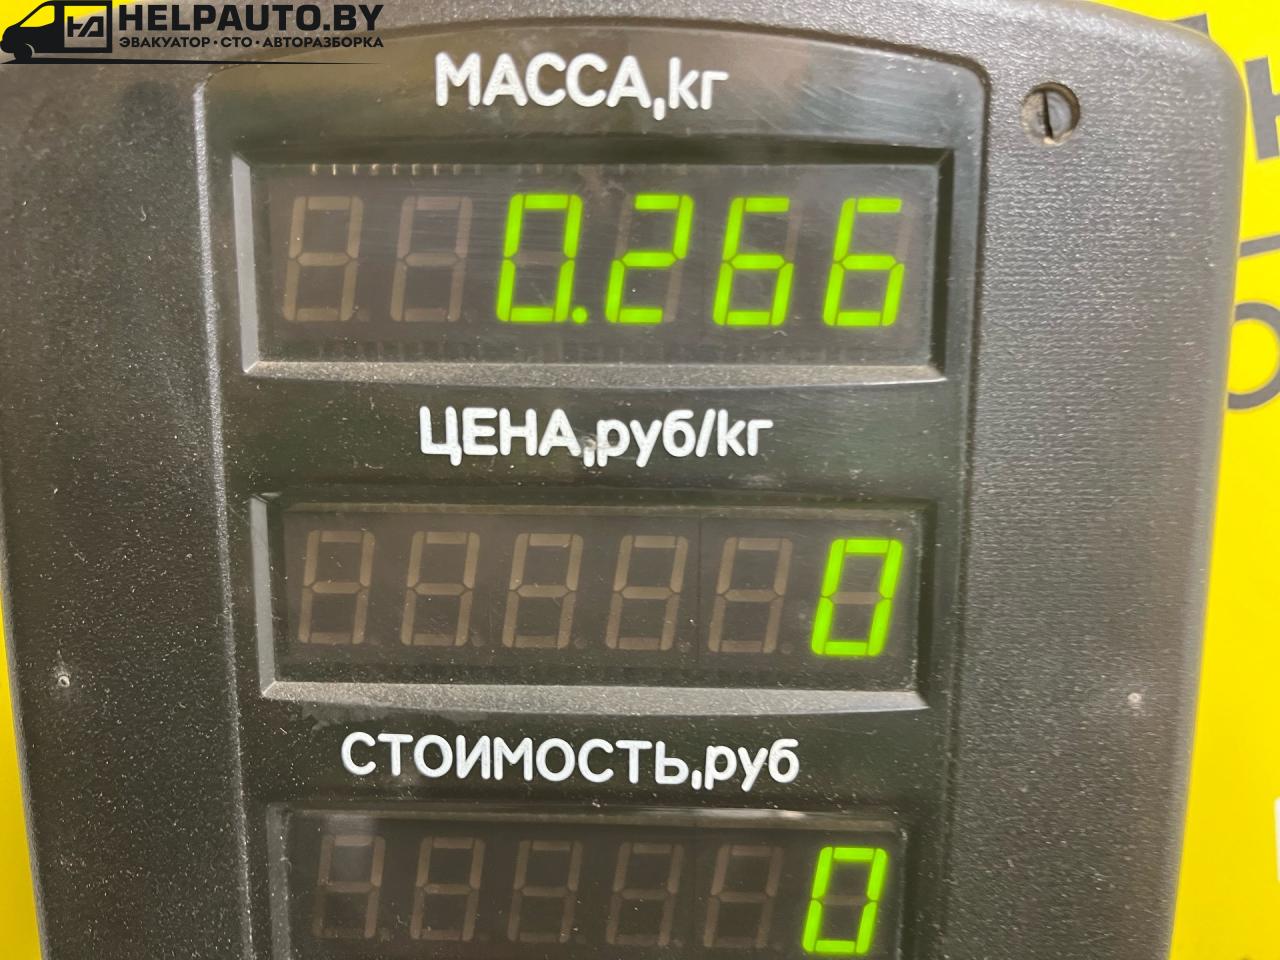 HELPAUTO.BY
ЭВАКУАТОР · СТО · АВТОРАЗБОРКА
МАССА,кг
0.266
ЦЕНА,руб/кг
0
СТОИМОСТЬ,руб
0